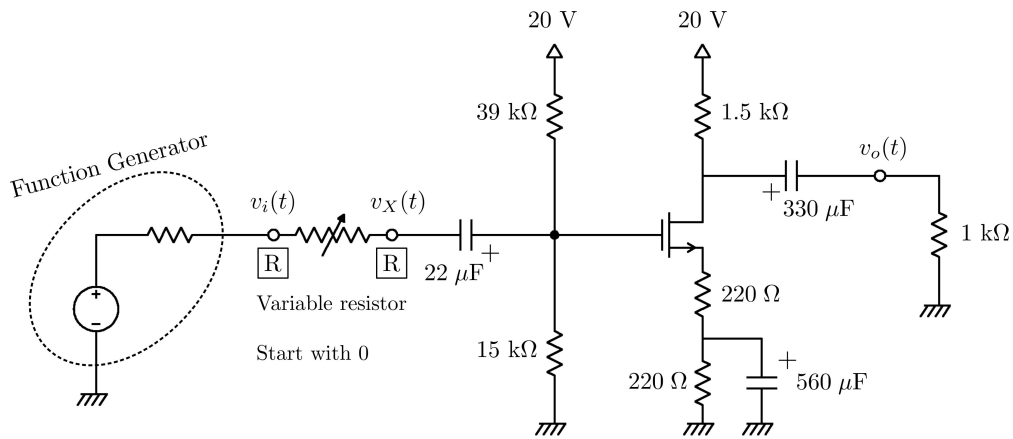 20 V
20 V
39 kΩ
1.5 kΩ
Function Generator
v_o(t)
v_i(t)
v_X(t)
+
330 μF
R
R
22 μF
+
1 kΩ
Variable resistor
220 Ω
+
−
Start with 0
15 kΩ
220 Ω
+
560 μF